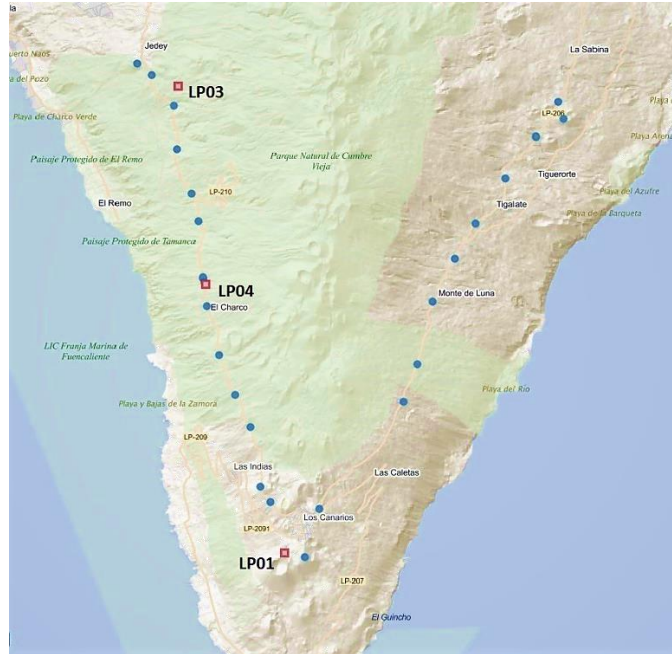 Jedey
La Sabina
LP03
LP-206
Playa de Charco Verde
Paisaje Protegido de El Remo
Parque Natural de Cumbre
Vieja
Tiguerorte
LP-210
El Remo
Tigalate
Playa de la Barqueta
Paisaje Protegido de Tamanca
LP04
Monte de Luna
El Charco
LIC Franja Marina de
Fuencaliente
Playa del Río
Playa y Bajas de la Zamora
LP-209
Las Indias
Las Caletas
Los Canarios
LP-2091
LP01
LP-207
El Guincho